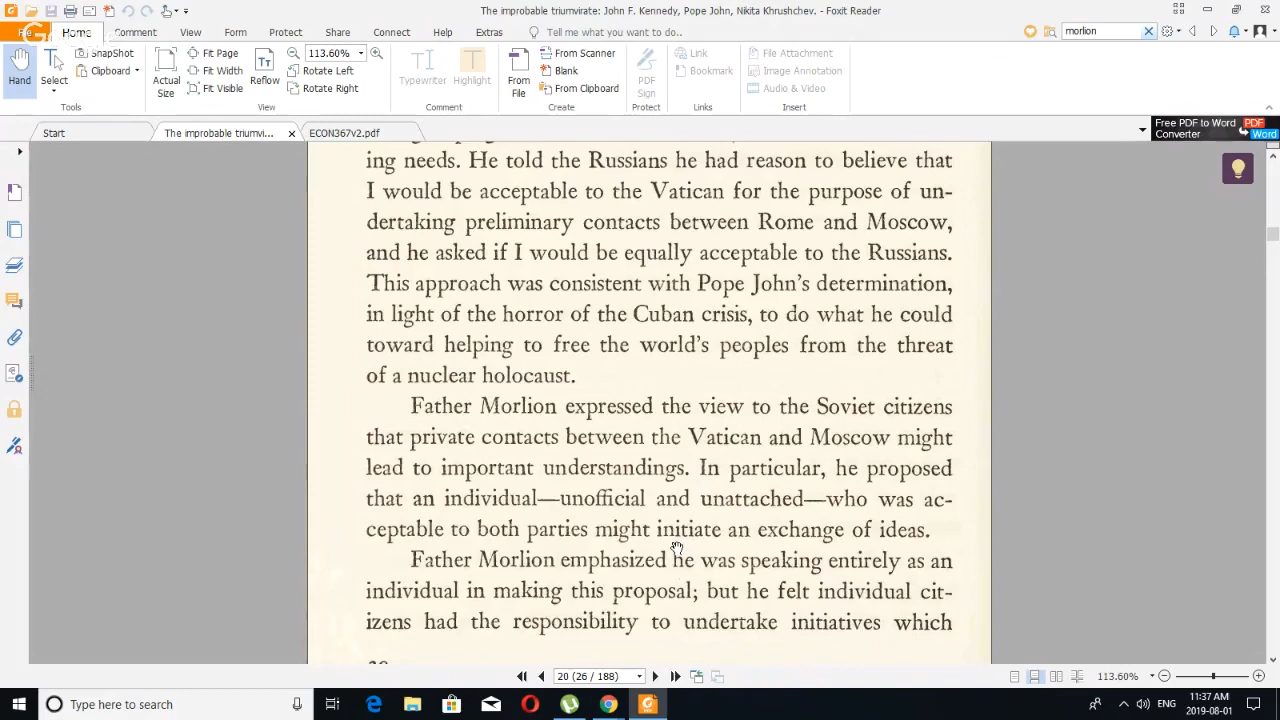 The improbable triumvirate: John F. Kennedy, Pope John, Nikita Khrushchev. - Foxit Reader
File Home Comment View Form Protect Share Connect Help Extras Tell me what you want to do.. morlion
Hand
Select
SnapShot
Clipboard
Tools
Actual Size
Fit Page
Fit Width
Fit Visible
Reflow
113.60%
Rotate Left
Rotate Right
View
Typewriter
Highlight
Comment
From File
From Scanner
Blank
From Clipboard
Create
PDF Sign
Protect
Link
Bookmark
Links
File Attachment
Image Annotation
Audio & Video
Insert
Start
The improbable triumvi...
ECON367v2.pdf
Free PDF to Word Converter
PDF
Word
ing needs. He told the Russians he had reason to believe that
I would be acceptable to the Vatican for the purpose of un-
dertaking preliminary contacts between Rome and Moscow,
and he asked if I would be equally acceptable to the Russians.
This approach was consistent with Pope John's determination,
in light of the horror of the Cuban crisis, to do what he could
toward helping to free the world's peoples from the threat
of a nuclear holocaust.
Father Morlion expressed the view to the Soviet citizens
that private contacts between the Vatican and Moscow might
lead to important understandings. In particular, he proposed
that an individual—unofficial and unattached—who was ac-
ceptable to both parties might initiate an exchange of ideas.
Father Morlion emphasized he was speaking entirely as an
individual in making this proposal; but he felt individual cit-
izens had the responsibility to undertake initiatives which
20 (26 / 188)
113.60%
Type here to search
ENG
11:37 AM
2019-08-01